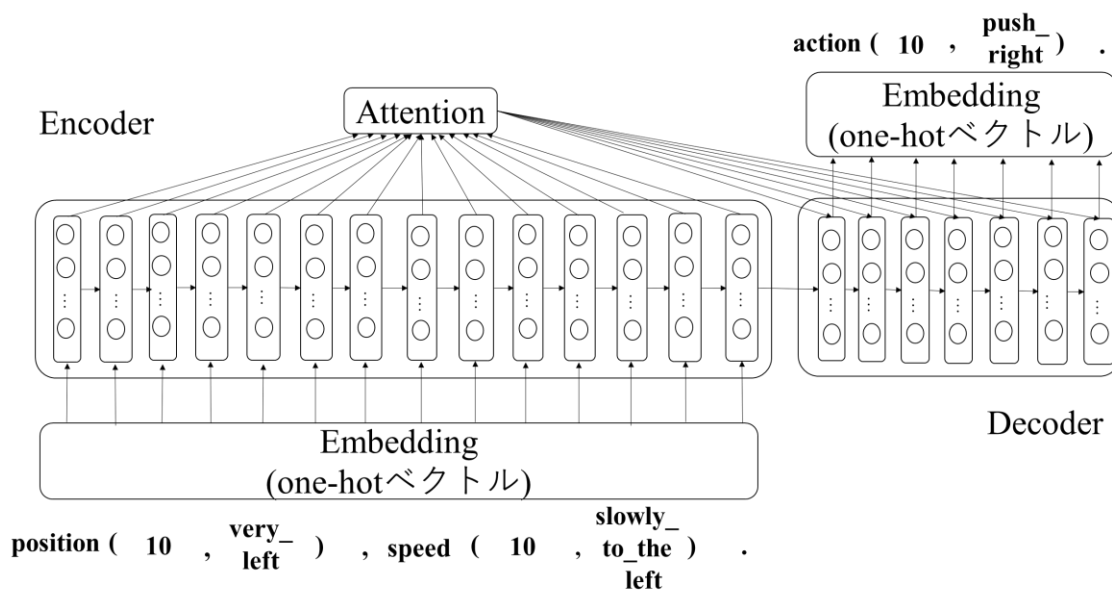 action ( 10 , push_
right ) .
Embedding
(one-hotベクトル)
Encoder
Attention
Decoder
Embedding
(one-hotベクトル)
position ( 10 , very_
left ) , speed ( 10 , slowly_
to_the
left ) .